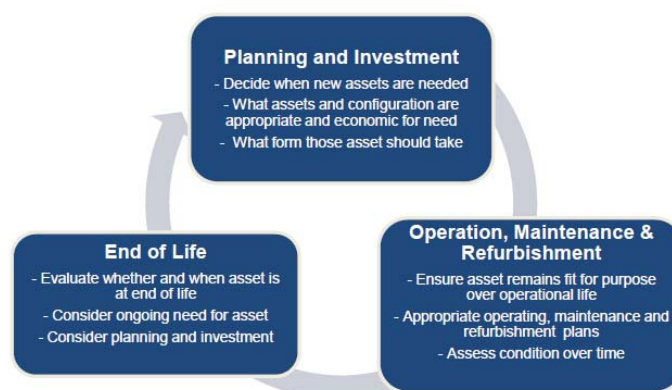 Planning and Investment
- Decide when new assets are needed
- What assets and configuration are
appropriate and economic for need
- What form those asset should take
Operation, Maintenance &
Refurbishment
- Ensure asset remains fit for purpose
over operational life
- Appropriate operating, maintenance and
refurbishment plans
- Assess condition over time
End of Life
- Evaluate whether and when asset is
at end of life
- Consider ongoing need for asset
- Consider planning and investment